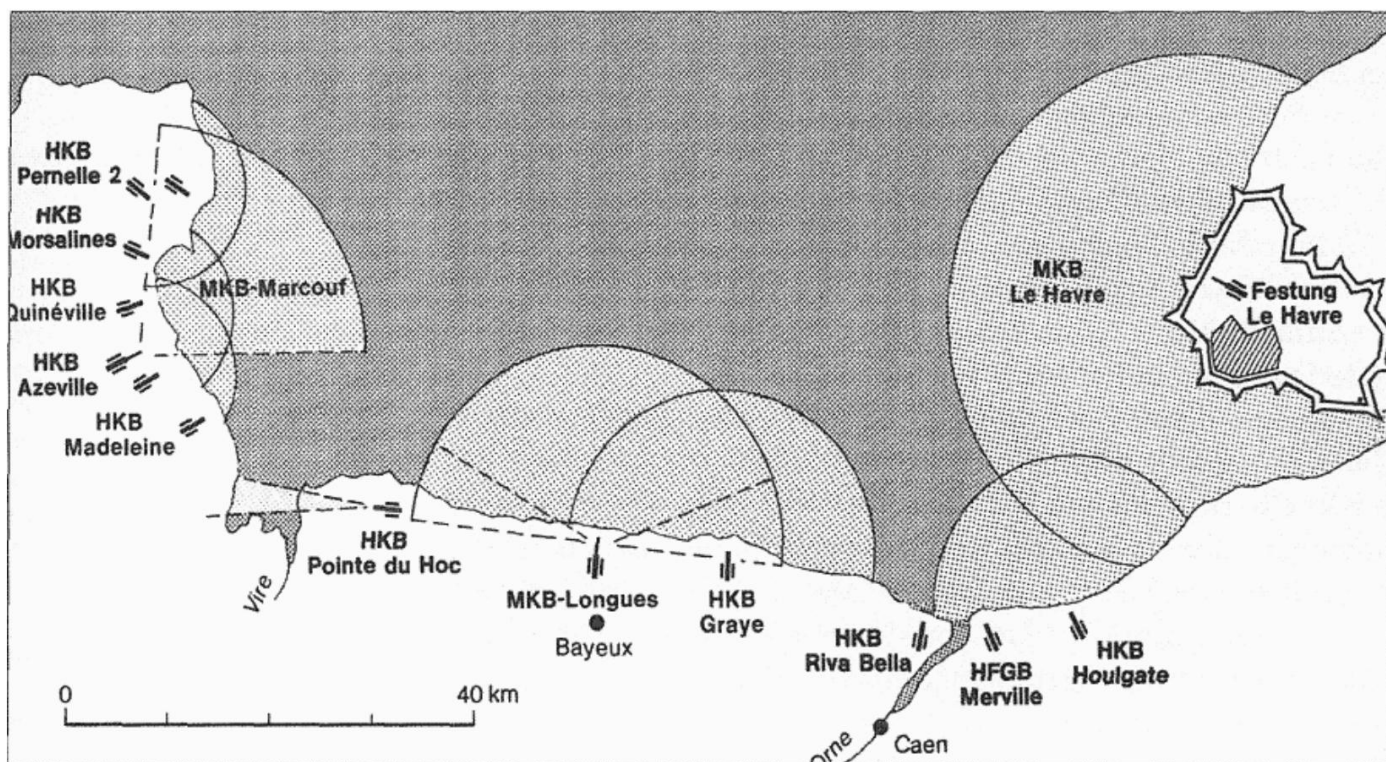 HKB
Pernelle 2
HKB
Morsalines
HKB
Quinéville
HKB
Azeville
HKB
Madeleine
MKB-Marcouf
MKB
Le Havre
Festung
Le Havre
HKB
Pointe du Hoc
Vire
MKB-Longues
Bayeux
HKB
Graye
HKB
Riva Bella
HFGB
Merville
HKB
Houlgate
Orne
Caen
0
40 km